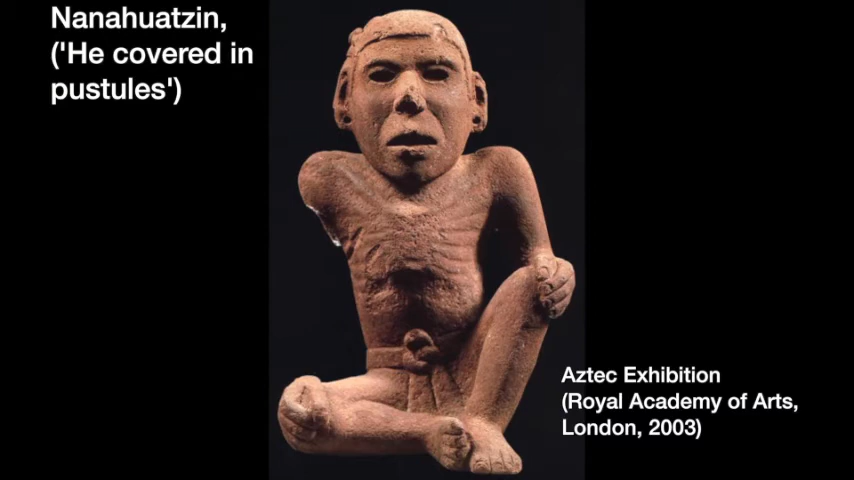 Nanahuatzin,
('He covered in
pustules')
Aztec Exhibition
(Royal Academy of Arts,
London, 2003)